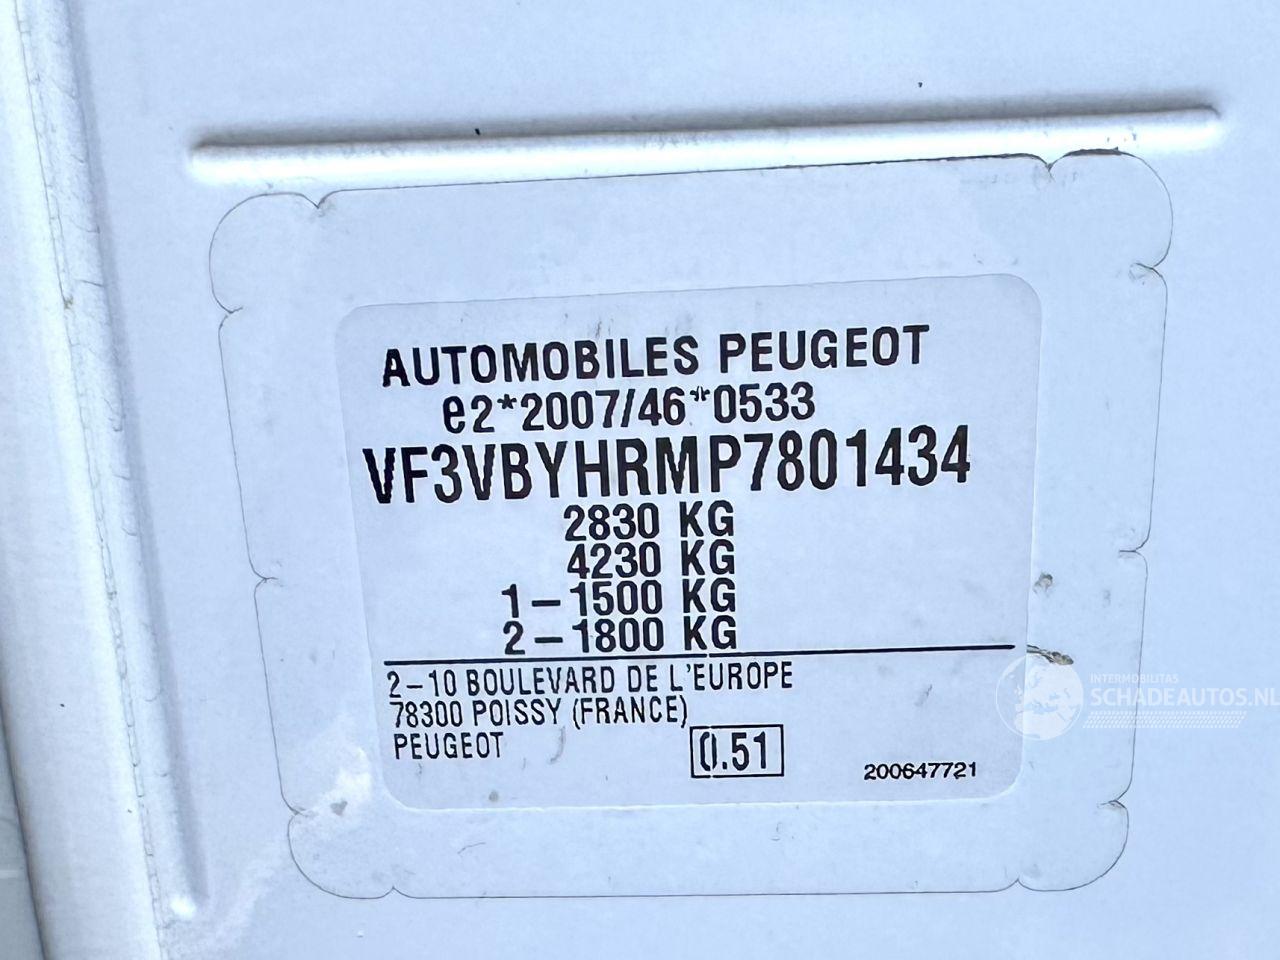 AUTOMOBILES PEUGEOT
e2*2007/46*0533
VF3VBYHRMP7801434
2830 KG
4230 KG
1-1500 KG
2-1800 KG
2-10 BOULEVARD DE L'EUROPE
78300 POISSY (FRANCE)
PEUGEOT
0.51
200647721
INTERMOBILITAS
SCHADEAUTOS.NL